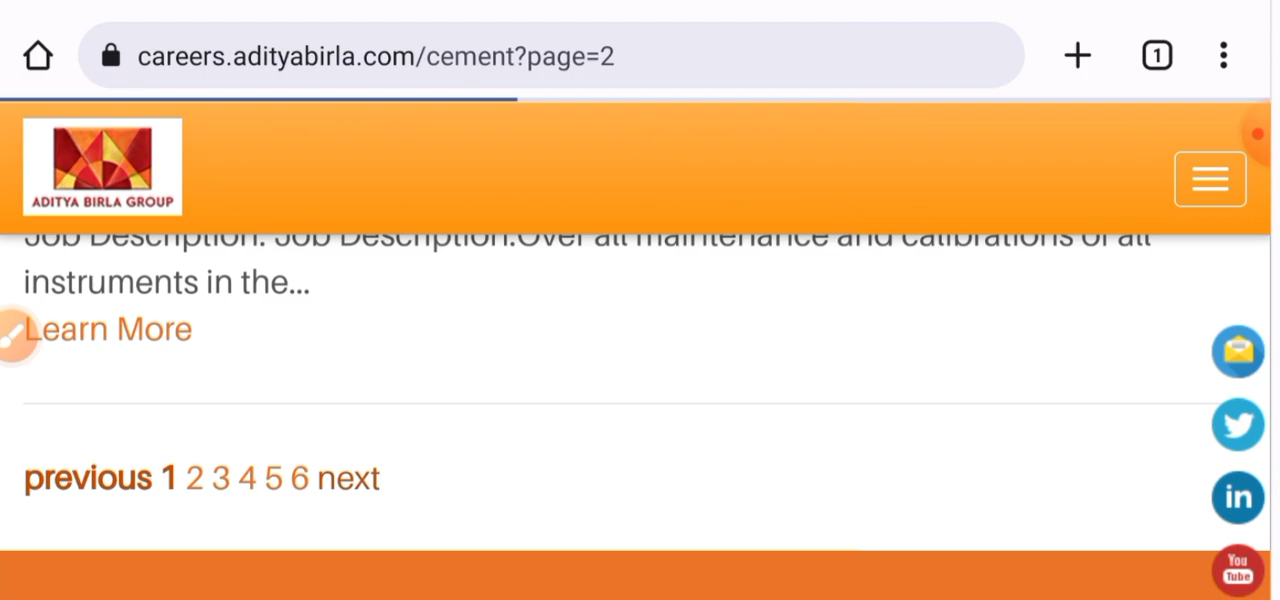 careers.adityabirla.com/cement?page=2
1
ADITYA BIRLA GROUP
Job Description: Job Description:Over all maintenance and calibrations of all
instruments in the...
Learn More
previous 1 2 3 4 5 6 next
in
You
Tube